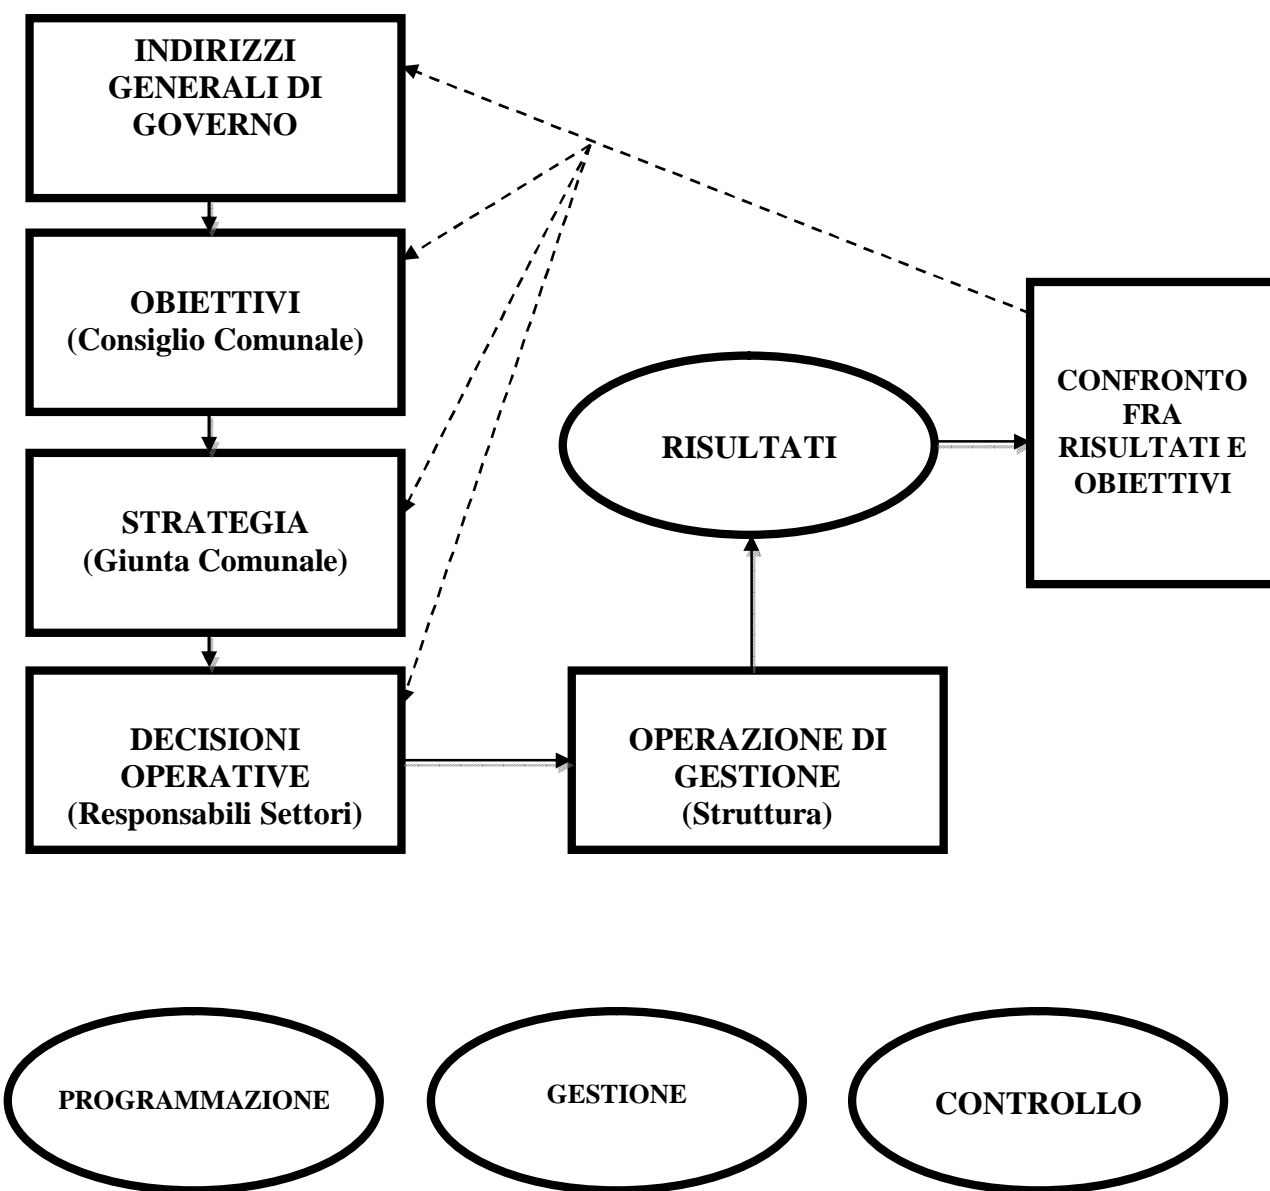 INDIRIZZI
GENERALI DI
GOVERNO
OBIETTIVI
(Consiglio Comunale)
STRATEGIA
(Giunta Comunale)
DECISIONI
OPERATIVE
(Responsabili Settori)
OPERAZIONE DI
GESTIONE
(Struttura)
RISULTATI
CONFRONTO
FRA
RISULTATI E
OBIETTIVI
PROGRAMMAZIONE
GESTIONE
CONTROLLO